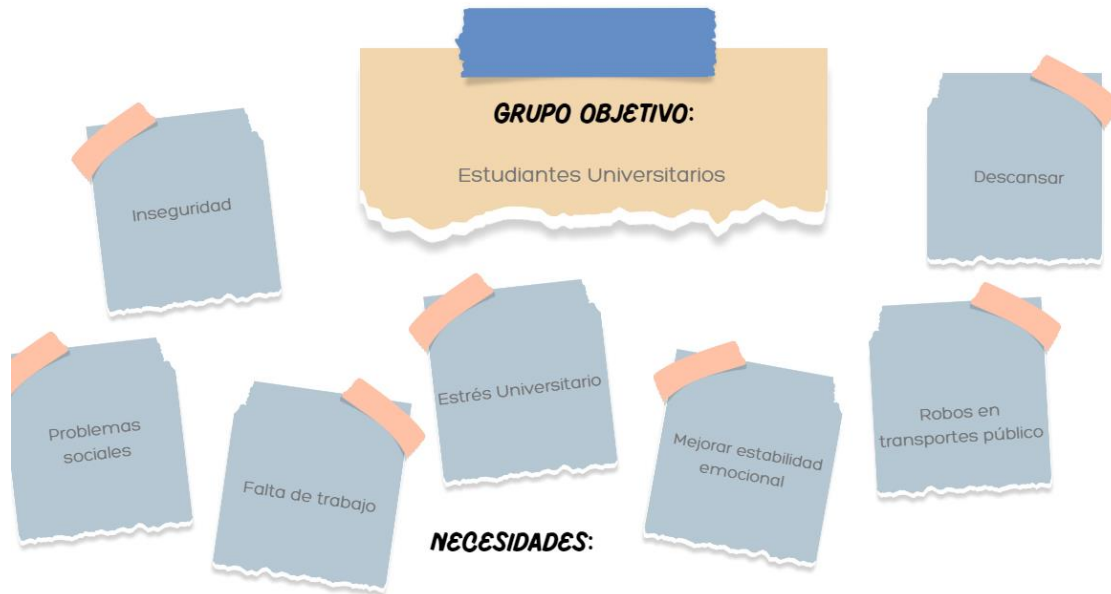 GRUPO OBJETIVO:
Estudiantes Universitarios
Descansar
Inseguridad
Estrés Universitario
Problemas
sociales
Falta de trabajo
Mejorar estabilidad
emocional
Robos en
transportes público
NECESIDADES: